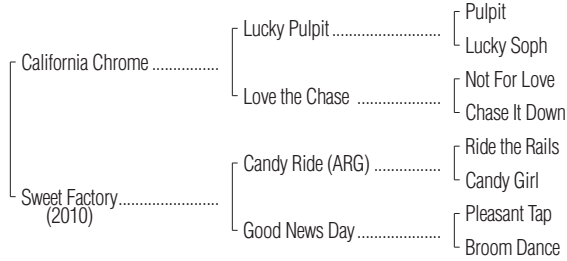 Pulpit
Lucky Pulpit
Lucky Soph
California Chrome
Not For Love
Love the Chase
Chase It Down
Ride the Rails
Candy Ride (ARG)
Candy Girl
Sweet Factory
(2010)
Pleasant Tap
Good News Day
Broom Dance